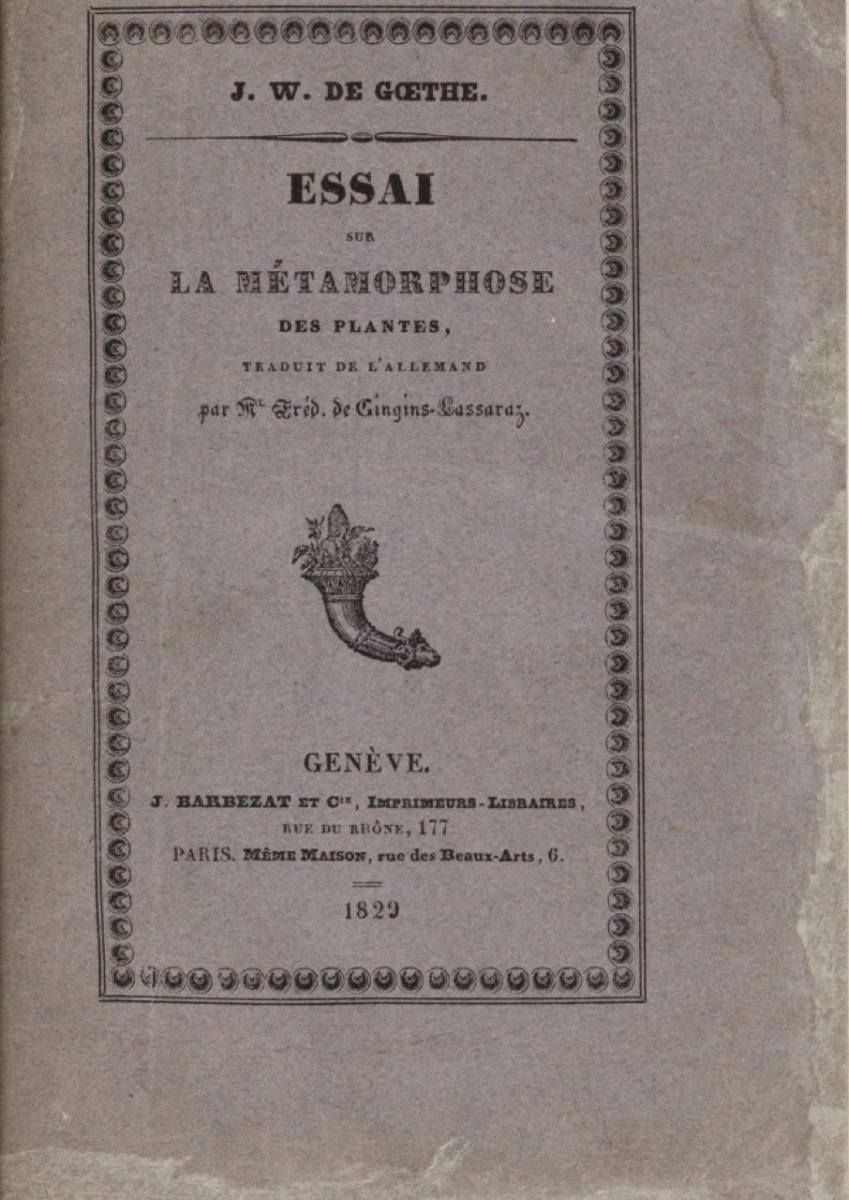 J. W. DE GŒTHE.
ESSAI
SUR
LA MÉTAMORPHOSE
DES PLANTES,
TRADUIT DE L'ALLEMAND
par Mr. Fréd. de Gingins-Lassaraz.
GENÈVE.
J. BARBEZAT ET Cie, IMPRIMEURS-LIBRAIRES,
RUE DU RHÔNE, 177
PARIS. MÊME MAISON, rue des Beaux-Arts, 6.
1829